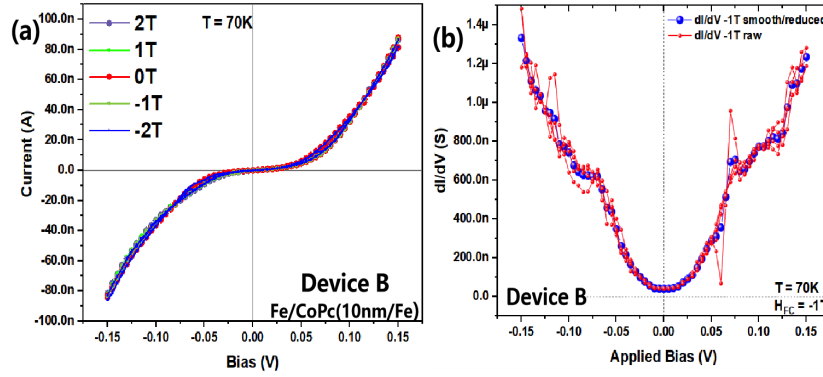 (a)
100.0n
80.0n
60.0n
40.0n
20.0n
0.0
-20.0n
-40.0n
-60.0n
-80.0n
-100.0n
Current (A)
2T
1T
0T
-1T
-2T
T = 70K
Device B
Fe/CoPc(10nm/Fe)
-0.15 -0.10 -0.05 0.00 0.05 0.10 0.15
Bias (V)
(b)
1.4µ
1.2µ
1.0µ
800.0n
600.0n
400.0n
200.0n
0.0
dI/dV (S)
dI/dV -1T smooth/reduced
dI/dV -1T raw
Device B
T = 70K
H_FC = -1T
-0.15 -0.10 -0.05 0.00 0.05 0.10 0.15
Applied Bias (V)